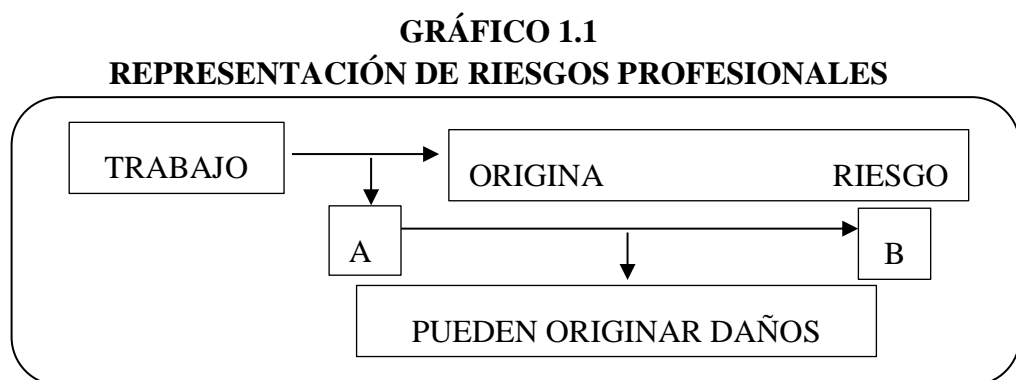 GRÁFICO 1.1
REPRESENTACIÓN DE RIESGOS PROFESIONALES
TRABAJO
ORIGINA RIESGO
A
B
PUEDEN ORIGINAR DAÑOS